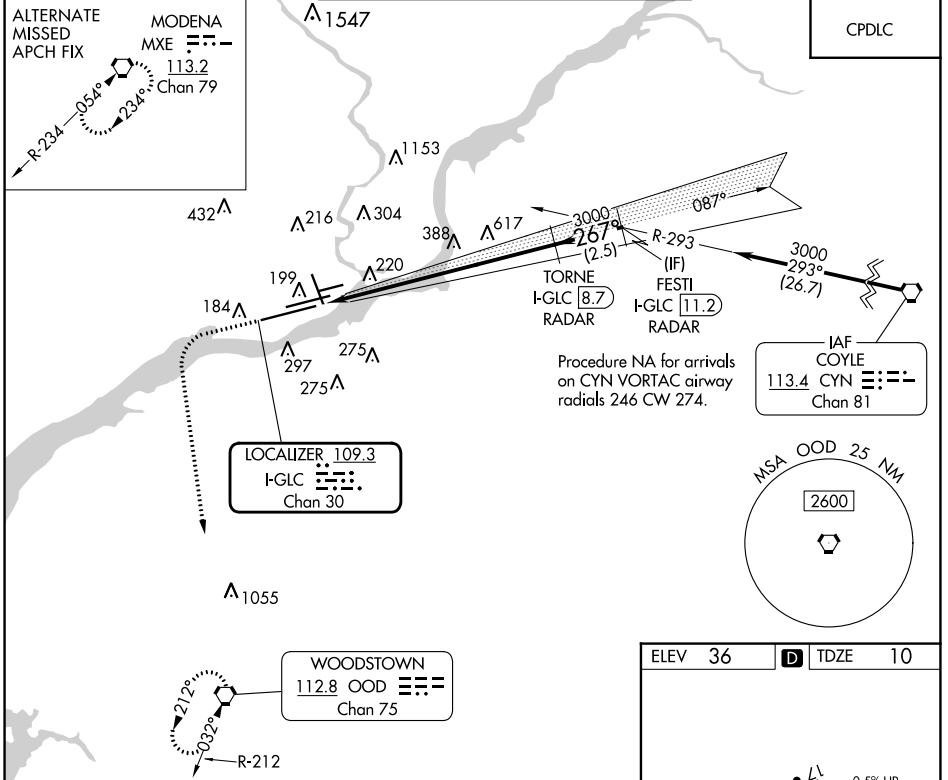 ALTERNATE
MISSED
APCH FIX
MODENA
MXE
113.2
Chan 79
054°
234°
R-234
1547
CPDLC
1153
432
216
304
388
617
199
220
184
297
275
275
3000
267°
(2.5)
087°
R-293
(IF)
FESTI
I-GLC 11.2
RADAR
TORNE
I-GLC 8.7
RADAR
3000
293°
(26.7)
IAF
COYLE
113.4 CYN
Chan 81
Procedure NA for arrivals
on CYN VORTAC airway
radials 246 CW 274.
LOCALIZER 109.3
I-GLC
Chan 30
MSA OOD 25 NM
2600
1055
WOODSTOWN
112.8 OOD
Chan 75
212°
032°
R-212
ELEV 36
D
TDZE 10